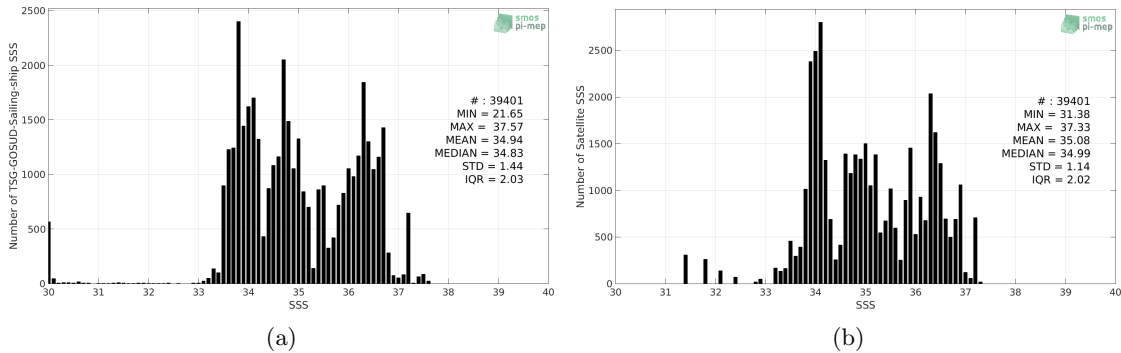 2500
2000
1500
1000
500
0
30 31 32 33 34 35 36 37 38 39 40
SSS
Number of TSG-GOSUD-Sailing-ship SSS
smos
pi-mep
# : 39401
MIN = 21.65
MAX = 37.57
MEAN = 34.94
MEDIAN = 34.83
STD = 1.44
IQR = 2.03
(a)
2500
2000
1500
1000
500
0
30 31 32 33 34 35 36 37 38 39 40
SSS
Number of Satellite SSS
smos
pi-mep
# : 39401
MIN = 31.38
MAX = 37.33
MEAN = 35.08
MEDIAN = 34.99
STD = 1.14
IQR = 2.02
(b)